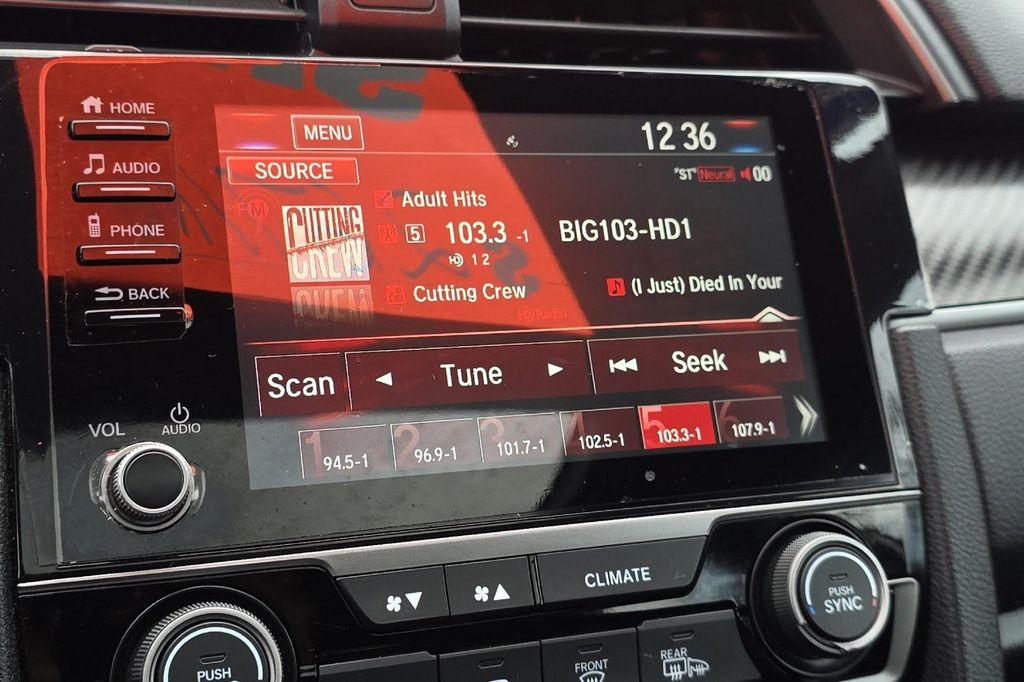 HOME
AUDIO
PHONE
BACK
VOL
AUDIO
MENU
12 36
SOURCE
"ST" Neural 00
FM
CUTTING
CREW
Adult Hits
5 103.3 -1
BIG103-HD1
HD 1 2
Cutting Crew
(I Just) Died In Your
HD Radio
Scan
Tune
Seek
1 94.5-1
2 96.9-1
3 101.7-1
4 102.5-1
5 103.3-1
6 107.9-1
CLIMATE
PUSH
SYNC
PUSH
FRONT
REAR